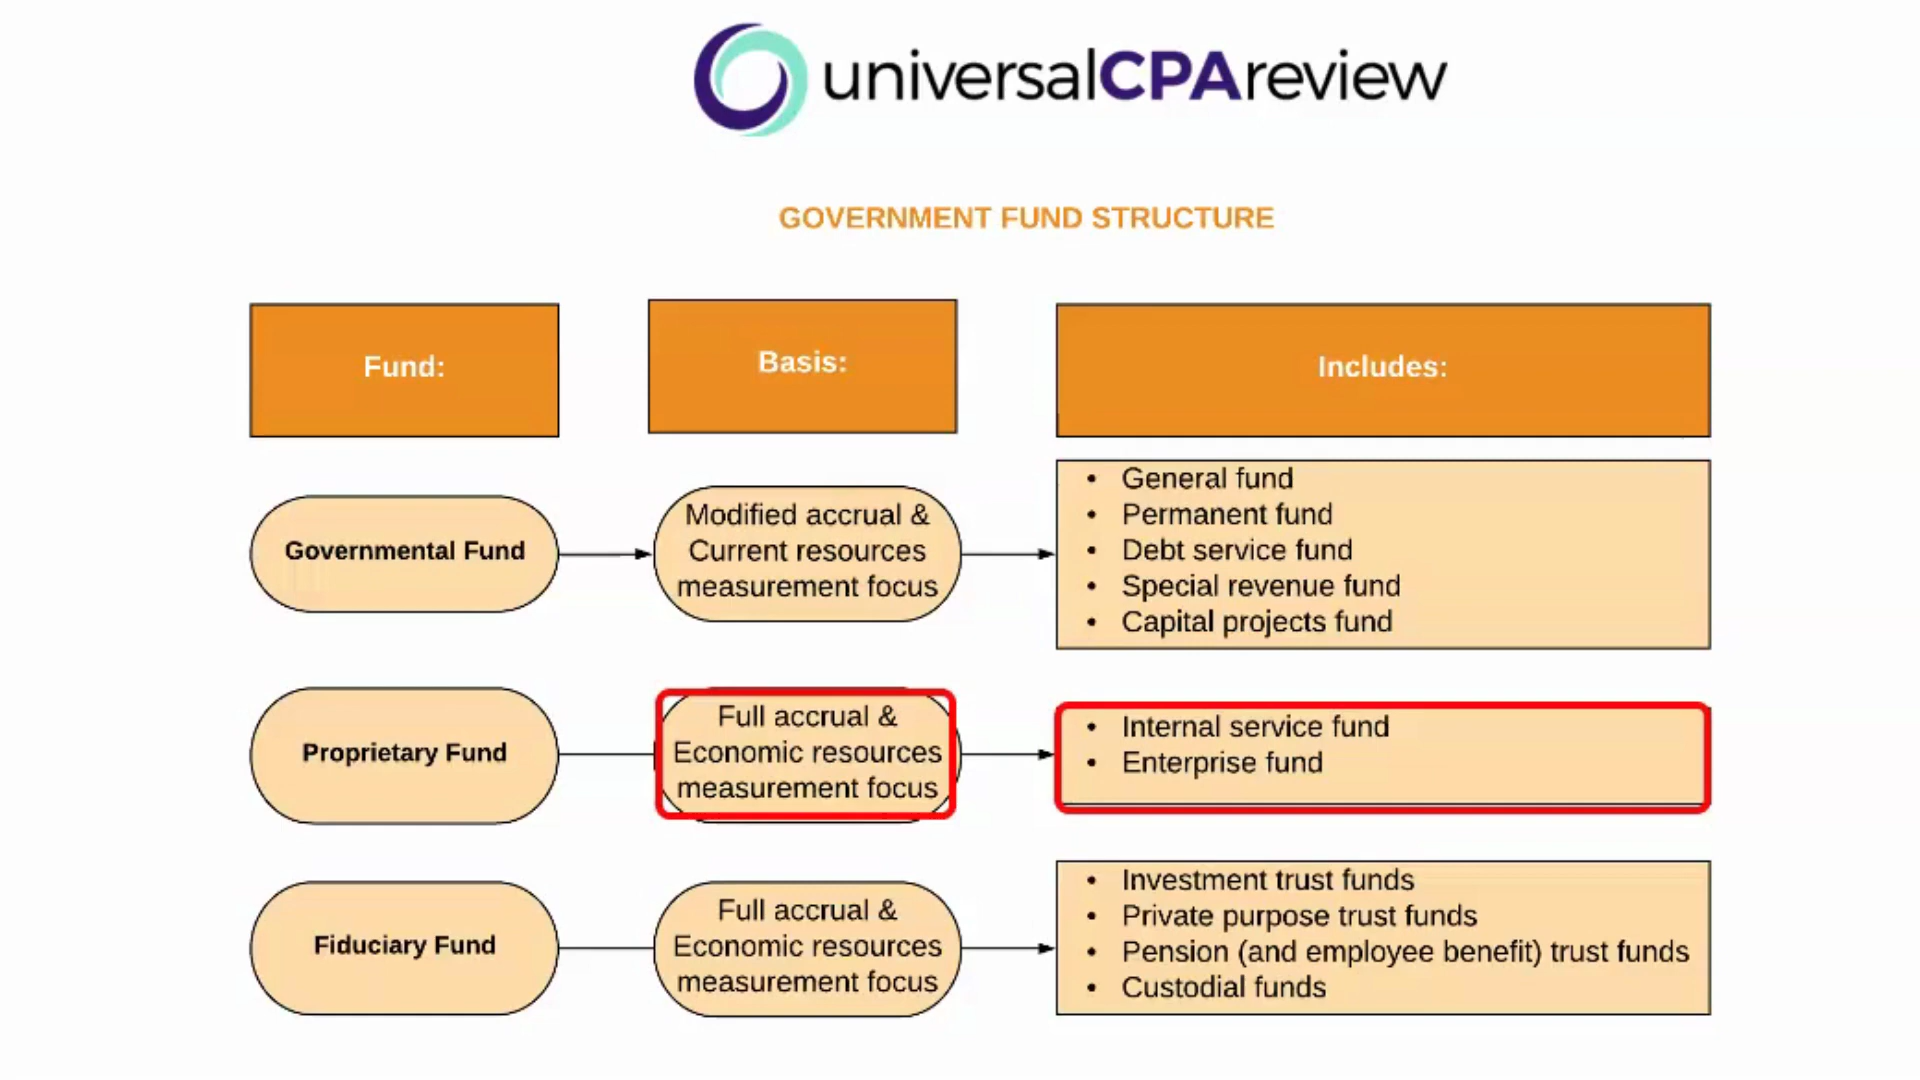 universalCPAreview
GOVERNMENT FUND STRUCTURE
Fund:
Basis:
Includes:
Governmental Fund
Modified accrual &
Current resources
measurement focus
• General fund
• Permanent fund
• Debt service fund
• Special revenue fund
• Capital projects fund
Proprietary Fund
Full accrual &
Economic resources
measurement focus
• Internal service fund
• Enterprise fund
Fiduciary Fund
Full accrual &
Economic resources
measurement focus
• Investment trust funds
• Private purpose trust funds
• Pension (and employee benefit) trust funds
• Custodial funds